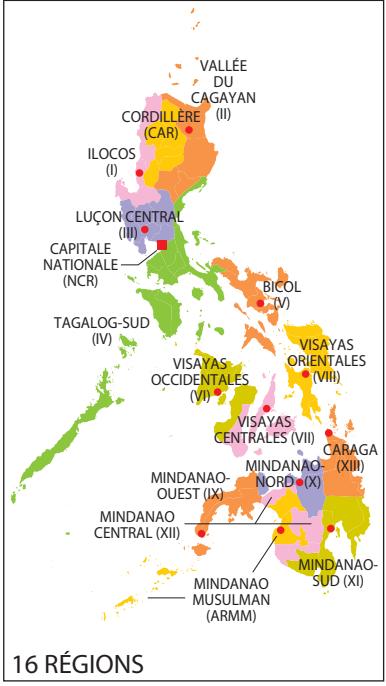 VALLÉE
DU
CAGAYAN
(II)
CORDILLÈRE
(CAR)
ILOCOS
(I)
LUÇON CENTRAL
(III)
CAPITALE
NATIONALE
(NCR)
BICOL
(V)
TAGALOG-SUD
(IV)
VISAYAS
ORIENTALES
(VIII)
VISAYAS
OCCIDENTALES
(VI)
VISAYAS
CENTRALES (VII)
CARAGA
(XIII)
MINDANAO-
NORD (X)
MINDANAO-
OUEST (IX)
MINDANAO
CENTRAL (XII)
MINDANAO-
SUD (XI)
MINDANAO
MUSULMAN
(ARMM)
16 RÉGIONS